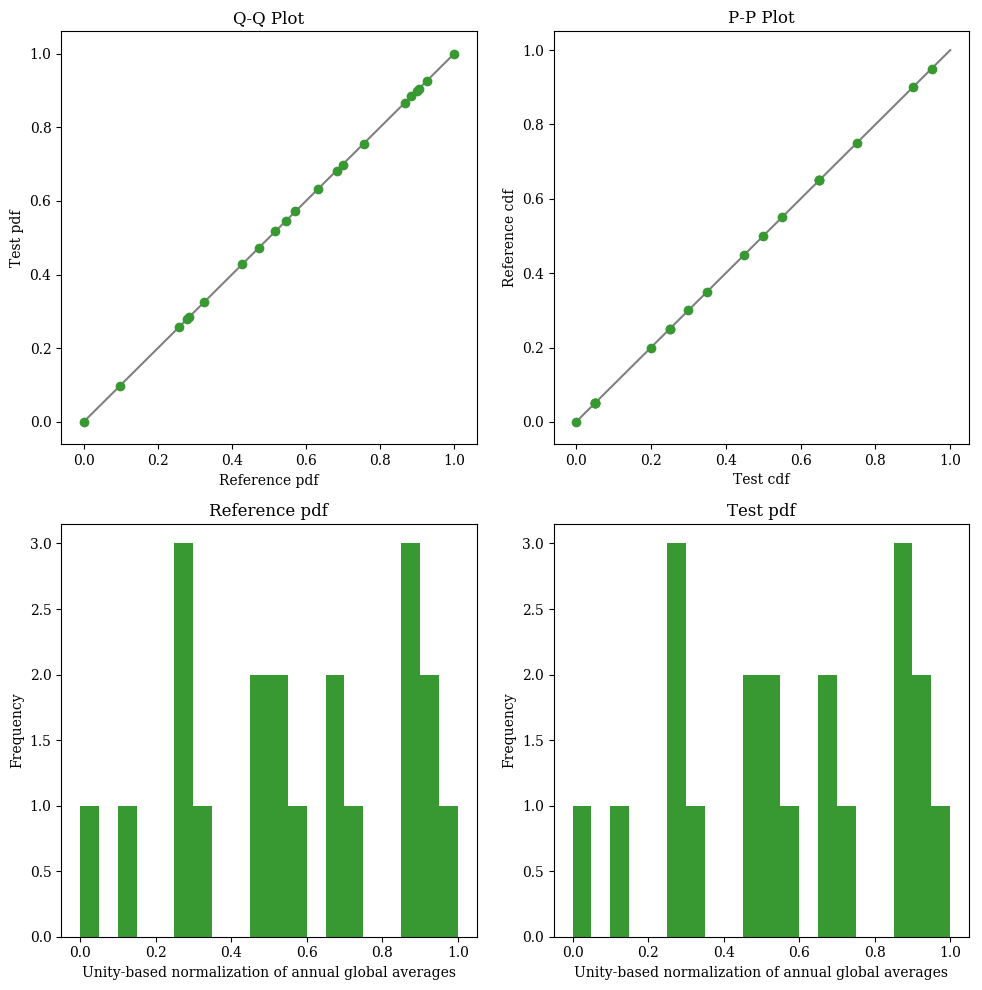 Q-Q Plot
1.0
0.8
0.6
0.4
0.2
0.0
Test pdf
0.0 0.2 0.4 0.6 0.8 1.0
Reference pdf
P-P Plot
1.0
0.8
0.6
0.4
0.2
0.0
Reference cdf
0.0 0.2 0.4 0.6 0.8 1.0
Test cdf
Reference pdf
3.0
2.5
2.0
1.5
1.0
0.5
0.0
Frequency
0.0 0.2 0.4 0.6 0.8 1.0
Unity-based normalization of annual global averages
Test pdf
3.0
2.5
2.0
1.5
1.0
0.5
0.0
Frequency
0.0 0.2 0.4 0.6 0.8 1.0
Unity-based normalization of annual global averages